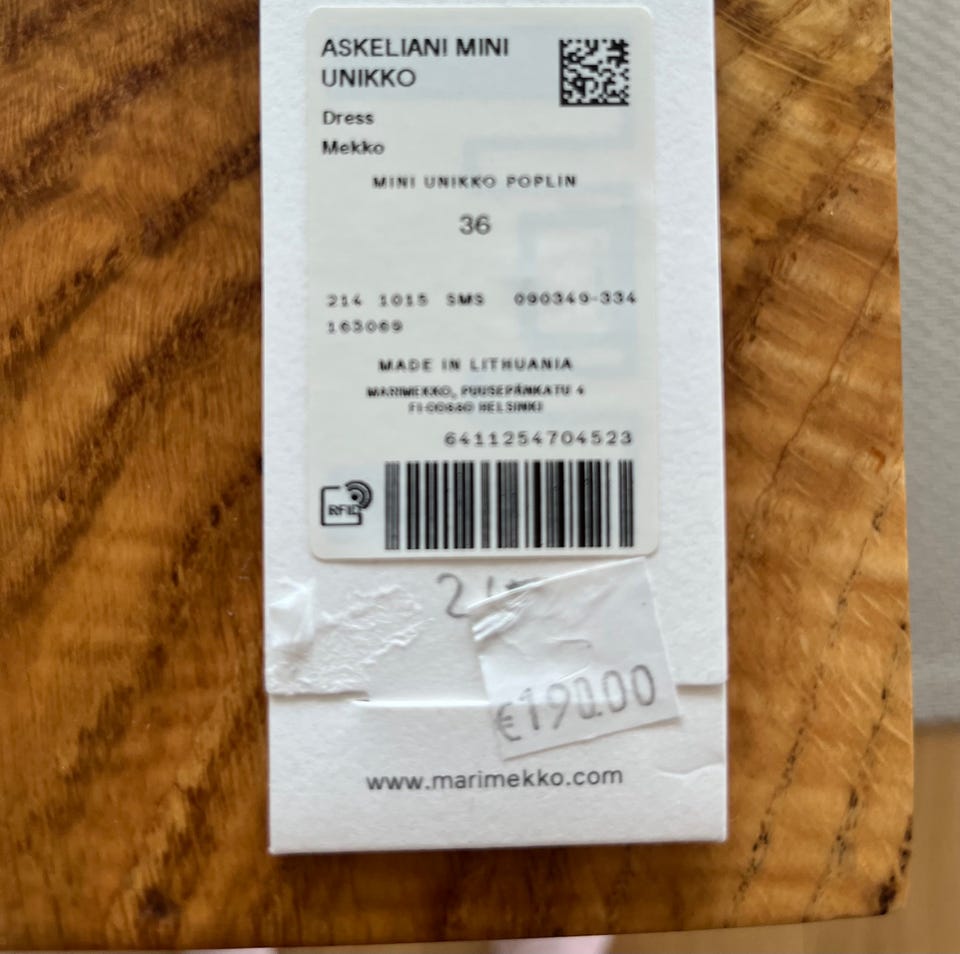 ASKELIANI MINI
UNIKKO
Dress
Mekko
MINI UNIKKO POPLIN
36
214 1015 SMS 090349-334
163069
MADE IN LITHUANIA
MARIMEKKO, PUUSEPÄNKATU 4
FI-00880 HELSINKI
6411254704523
RFID
€190.00
www.marimekko.com